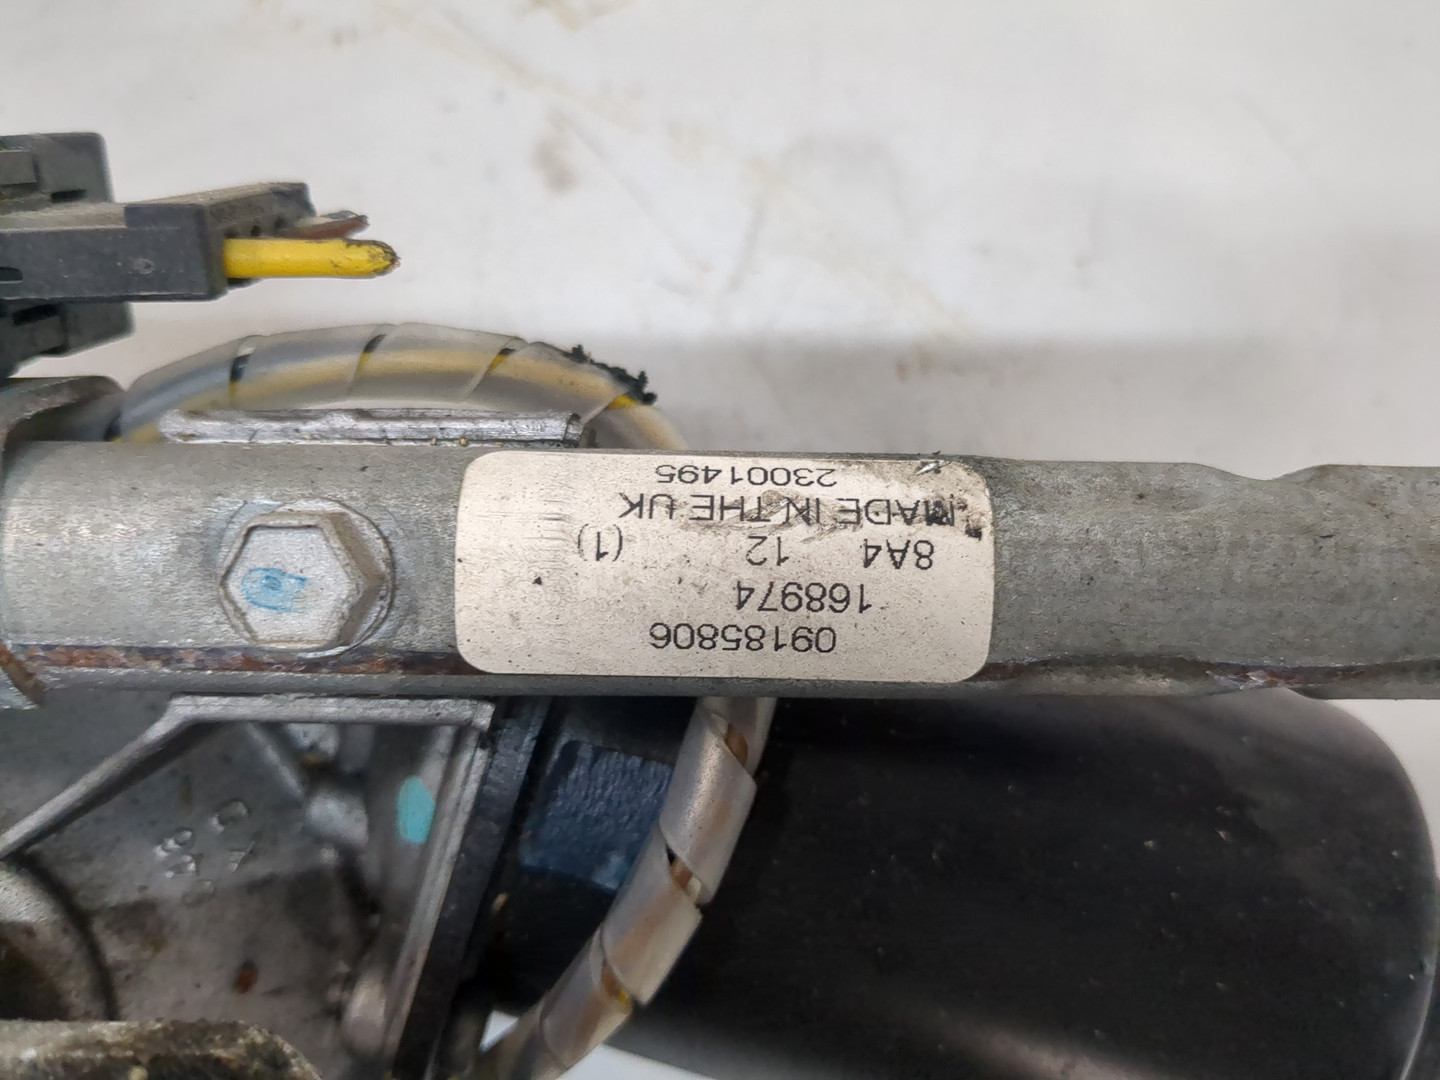 09185806
168974
8A4 12 (1)
MADE IN THE UK
23001495